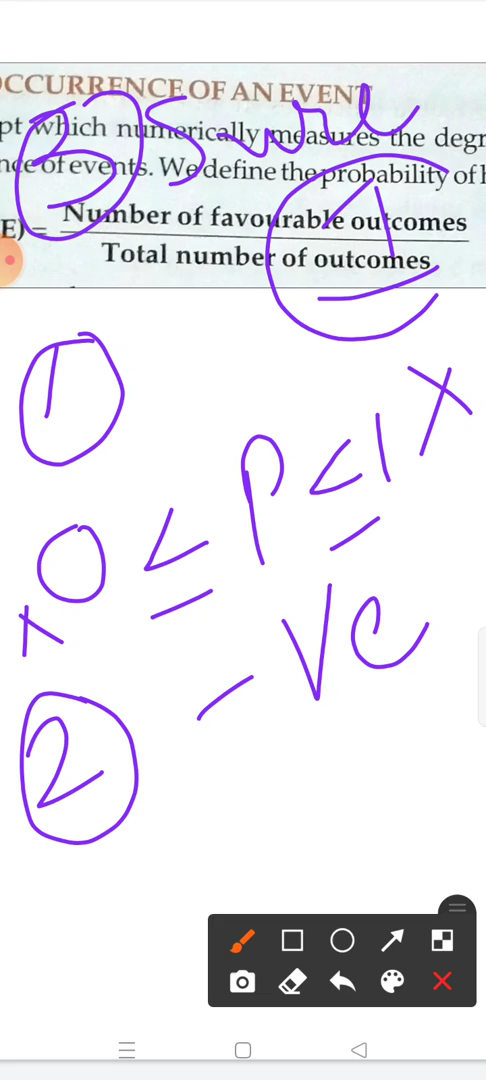 OCCURRENCE OF AN EVENT
3 Sure
pt which numerically measures the degr
nce of events. We define the probability of h
E) = Number of favourable outcomes
Total number of outcomes
1
1
0 ≤ P ≤ 1 X
X
- ve
2